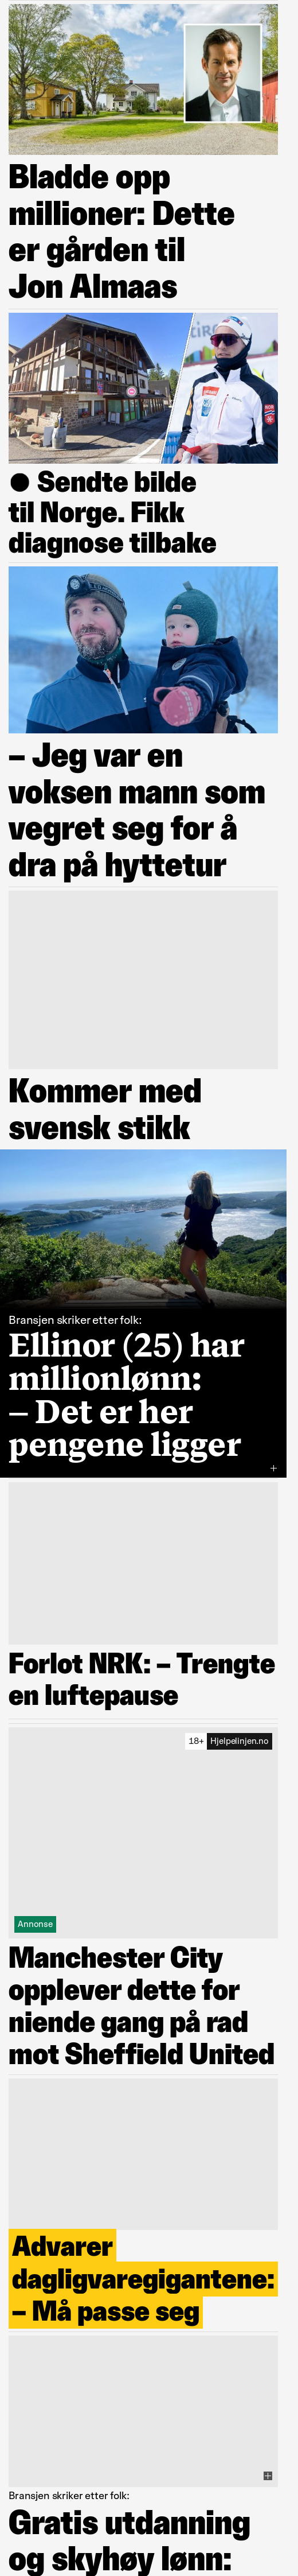 Bladde opp
millioner: Dette
er gården til
Jon Almaas
● Sendte bilde
til Norge. Fikk
diagnose tilbake
– Jeg var en
voksen mann som
vegret seg for å
dra på hyttetur
Kommer med
svensk stikk
Bransjen skriker etter folk:
Ellinor (25) har
millionlønn:
– Det er her
pengene ligger
Forlot NRK: – Trengte
en luftepause
18+ Hjelpelinjen.no
Annonse
Manchester City
opplever dette for
niende gang på rad
mot Sheffield United
Advarer
dagligvaregigantene:
– Må passe seg
Bransjen skriker etter folk:
Gratis utdanning
og skyhøy lønn: